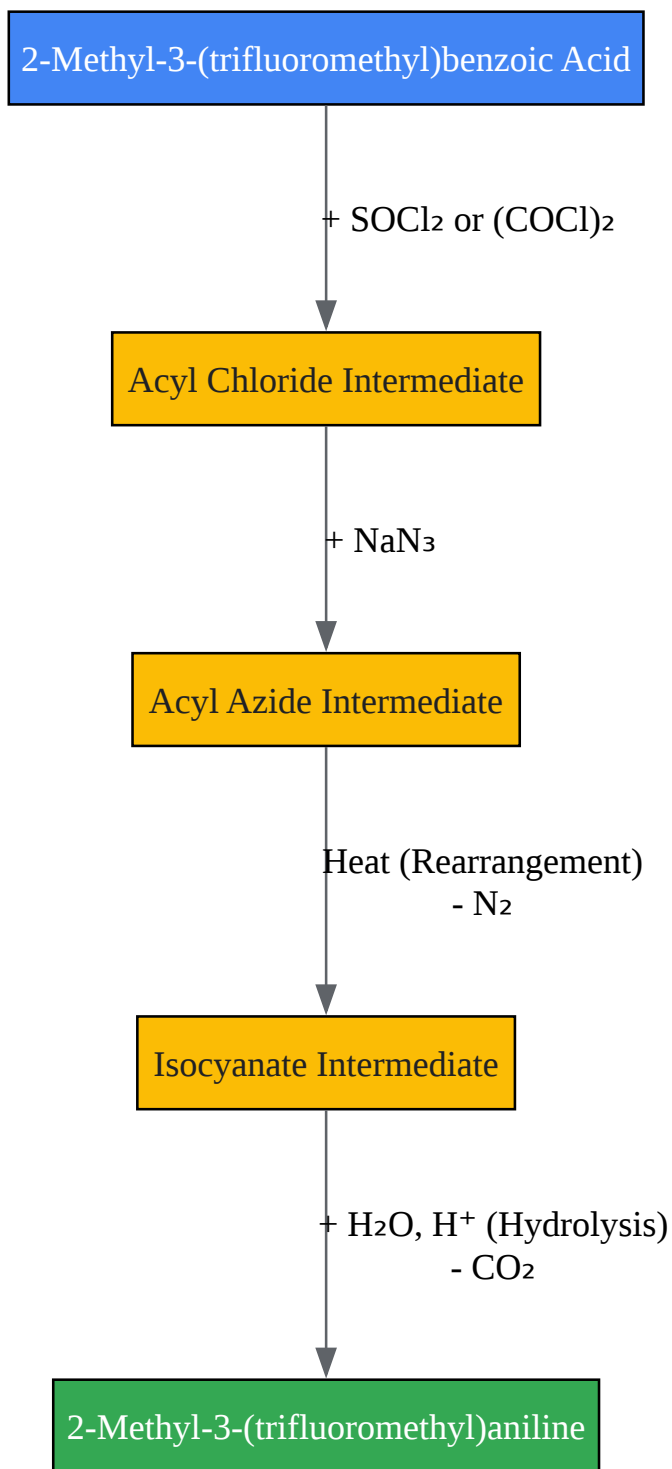 2-Methyl-3-(trifluoromethyl)benzoic Acid
+ SOCl₂ or (COCl)₂
Acyl Chloride Intermediate
+ NaN₃
Acyl Azide Intermediate
Heat (Rearrangement)
- N₂
Isocyanate Intermediate
+ H₂O, H⁺ (Hydrolysis)
- CO₂
2-Methyl-3-(trifluoromethyl)aniline